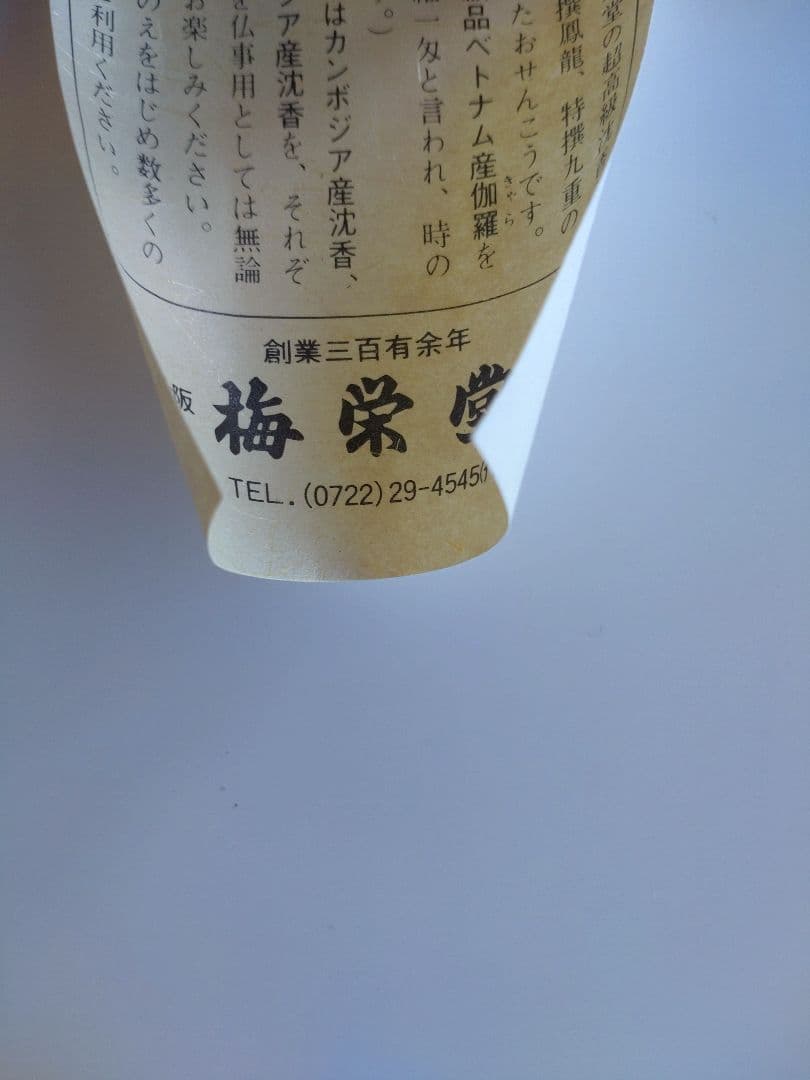 堂の超高級
撰鳳龍、特撰九重の
たおせんこうです。
品ベトナム産伽羅を
きゃら
一匁と言われ、時の
。）
はカンボジア産沈香、
ジア産沈香を、それぞ
を仏事用としては無論
お楽しみください。
のえをはじめ数多くの
利用ください。
創業三百有余年
阪 梅栄堂
TEL.(0722)29-4545